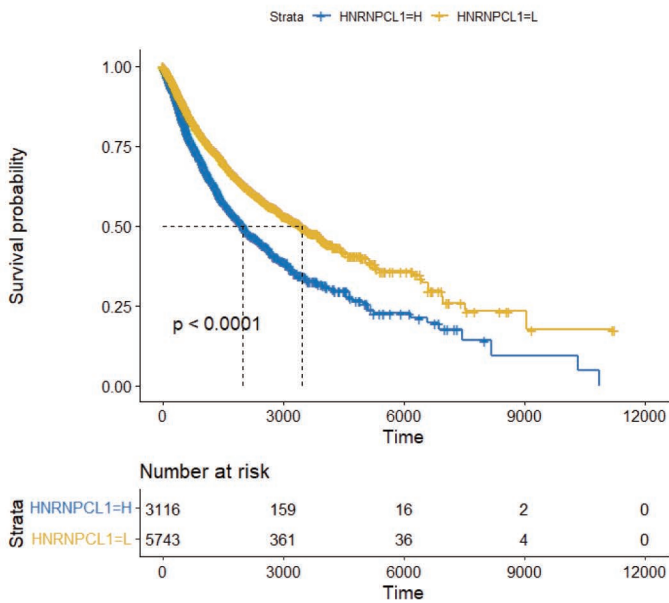 Strata HNRNPCL1=H HNRNPCL1=L
1.00
0.75
0.50
0.25
0.00
Survival probability
p < 0.0001
0 3000 6000 9000 12000
Time
Number at risk
Strata
HNRNPCL1=H 3116 159 16 2 0
HNRNPCL1=L 5743 361 36 4 0
0 3000 6000 9000 12000
Time